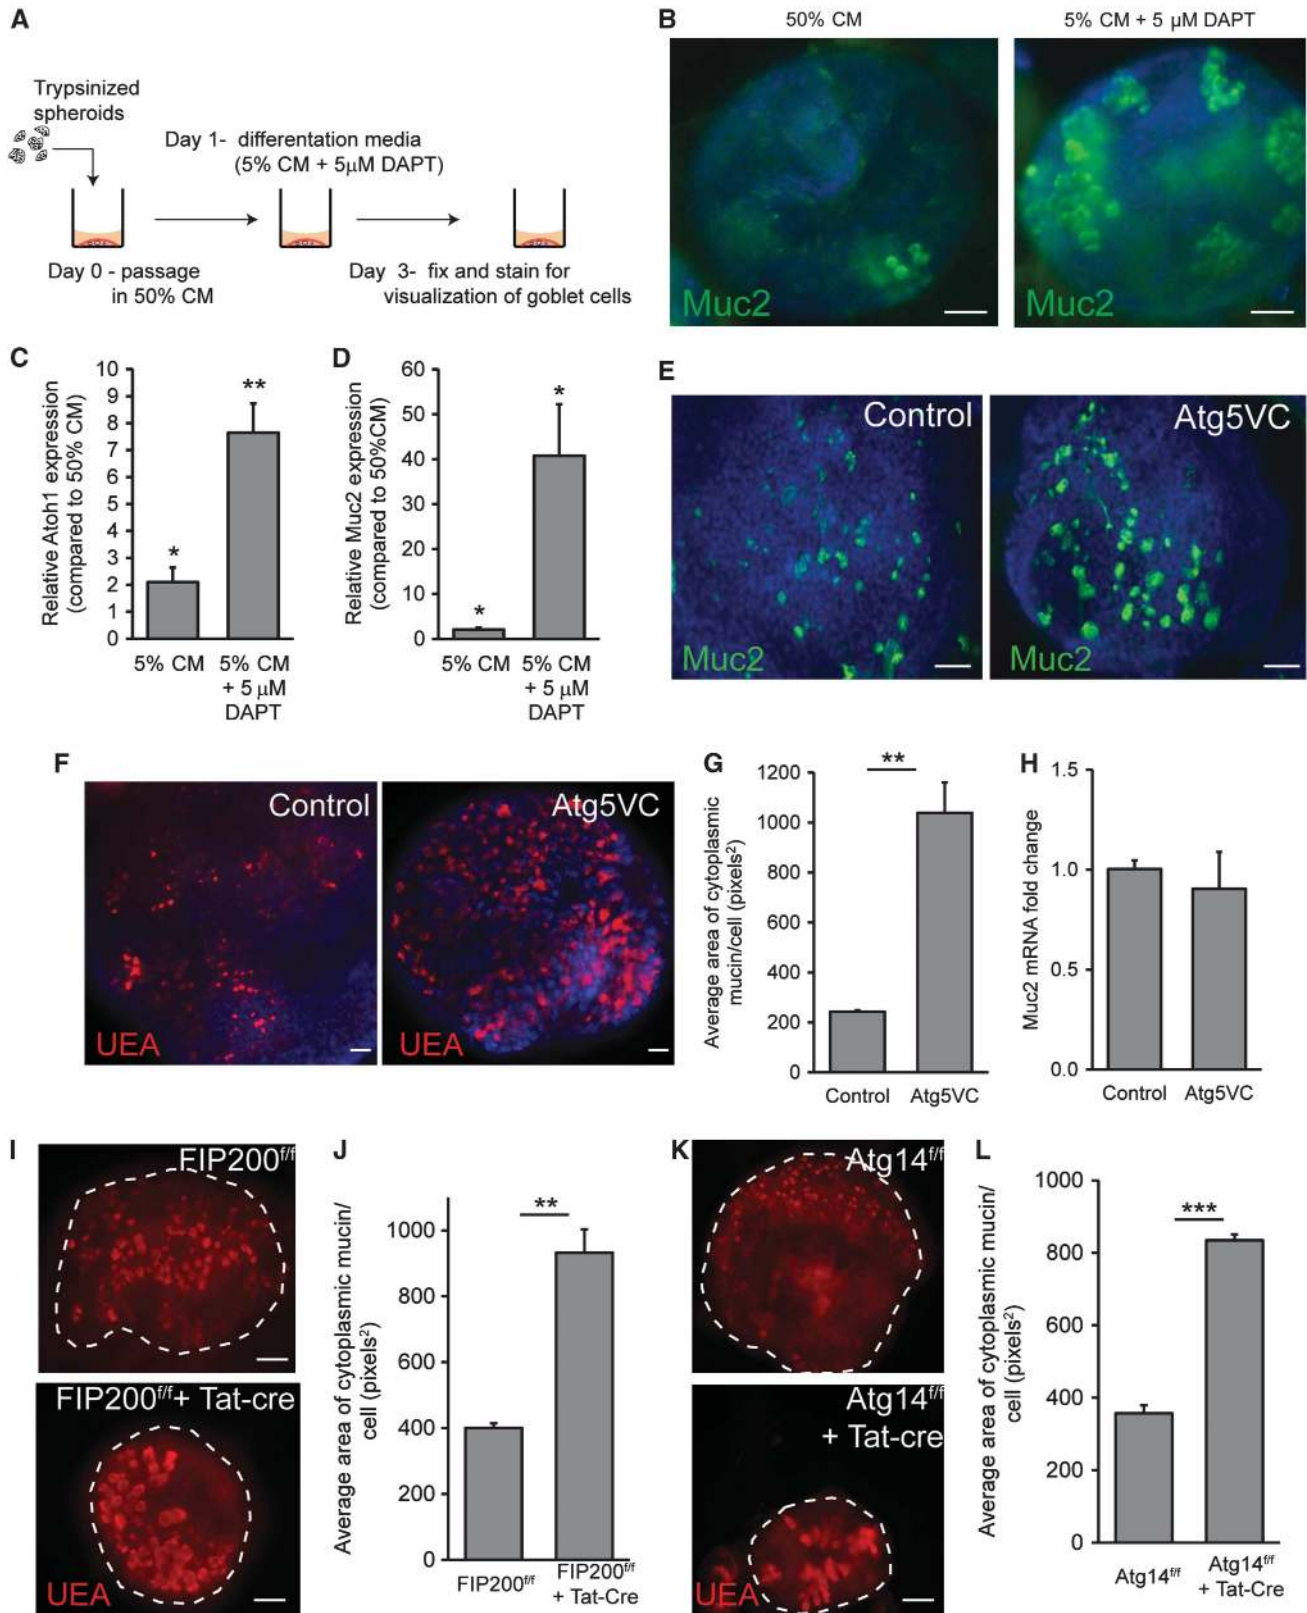 A
Trypsinized
spheroids
Day 1- differentation media
(5% CM + 5µM DAPT)
Day 0 - passage
in 50% CM
Day 3- fix and stain for
visualization of goblet cells
B
50% CM
5% CM + 5 µM DAPT
Muc2
Muc2
C
Relative Atoh1 expression
(compared to 50% CM)
10
9
8
7
6
5
4
3
2
1
0
*
**
5% CM
5% CM
+ 5 µM
DAPT
D
Relative Muc2 expression
(compared to 50%CM)
60
50
40
30
20
10
0
*
*
5% CM
5% CM
+ 5 µM
DAPT
E
Control
Atg5VC
Muc2
Muc2
F
Control
Atg5VC
UEA
UEA
G
Average area of cytoplasmic
mucin/cell (pixels²)
1200
1000
800
600
400
200
0
**
Control
Atg5VC
H
Muc2 mRNA fold change
1.5
1.0
0.5
0.0
Control
Atg5VC
I
FIP200f/f
FIP200f/f+ Tat-cre
UEA
J
Average area of cytoplasmic mucin/
cell (pixels²)
1000
800
600
400
200
0
**
FIP200f/f
FIP200f/f
+ Tat-Cre
K
Atg14f/f
Atg14f/f
+ Tat-cre
UEA
L
Average area of cytoplasmic mucin/
cell (pixels²)
1000
800
600
400
200
0
***
Atg14f/f
Atg14f/f
+ Tat-Cre